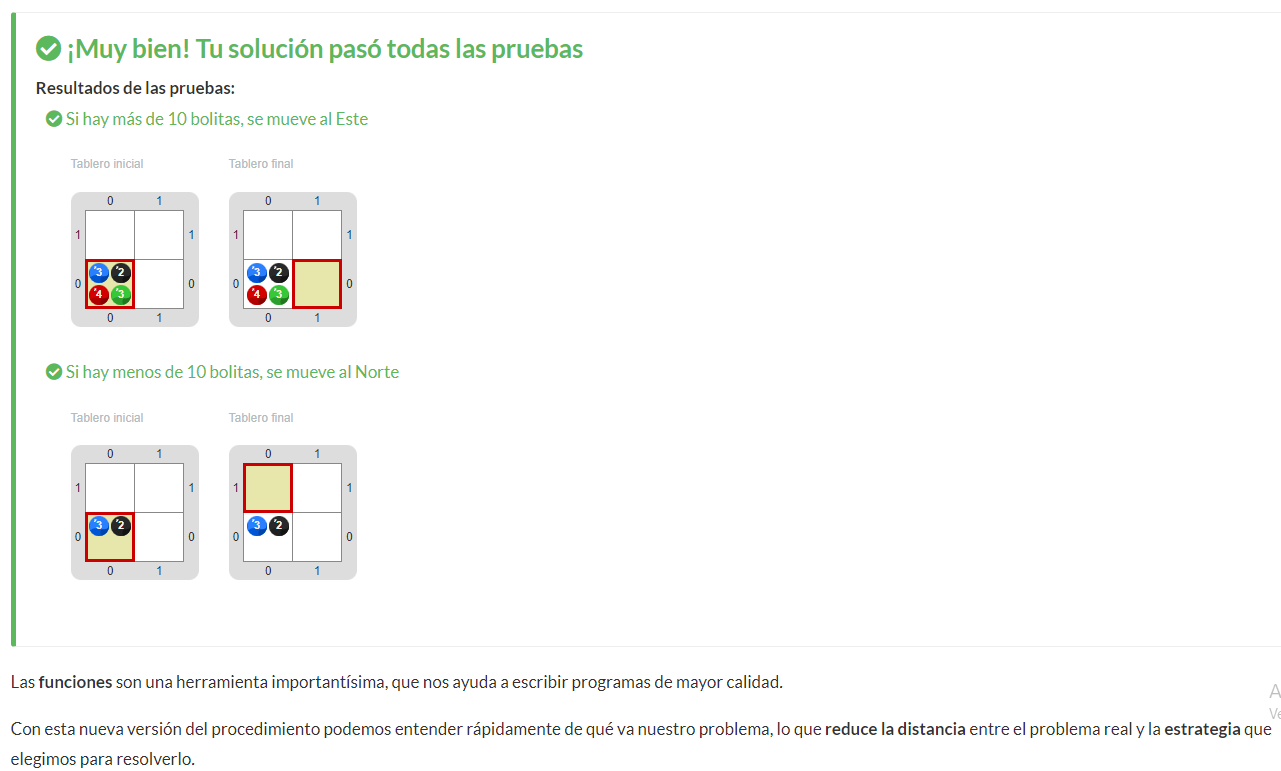 ¡Muy bien! Tu solución pasó todas las pruebas
Resultados de las pruebas:
Si hay más de 10 bolitas, se mueve al Este
Tablero inicial Tablero final
0 1 0 1
1 1 1 1
3 2 3 2
0 0 0 0
4 3 4 3
0 1 0 1
Si hay menos de 10 bolitas, se mueve al Norte
Tablero inicial Tablero final
0 1 0 1
1 1 1 1
3 2 3 2
0 0 0 0
0 1 0 1
Las funciones son una herramienta importantísima, que nos ayuda a escribir programas de mayor calidad.
A
Ve
Con esta nueva versión del procedimiento podemos entender rápidamente de qué va nuestro problema, lo que reduce la distancia entre el problema real y la estrategia que
elegimos para resolverlo.